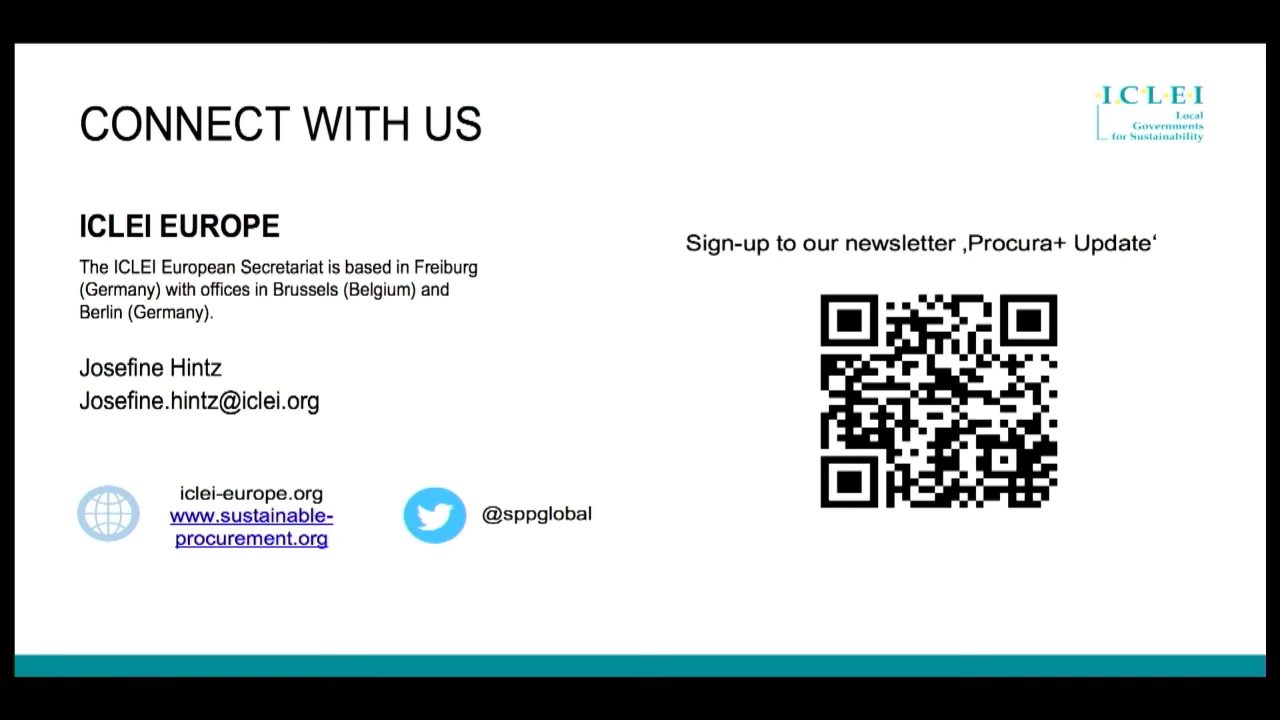 CONNECT WITH US
I.C.L.E.I
Local
Governments
for Sustainability
ICLEI EUROPE
The ICLEI European Secretariat is based in Freiburg
(Germany) with offices in Brussels (Belgium) and
Berlin (Germany).
Josefine Hintz
Josefine.hintz@iclei.org
iclei-europe.org
www.sustainable-
procurement.org
@sppglobal
Sign-up to our newsletter ‚Procura+ Update‘